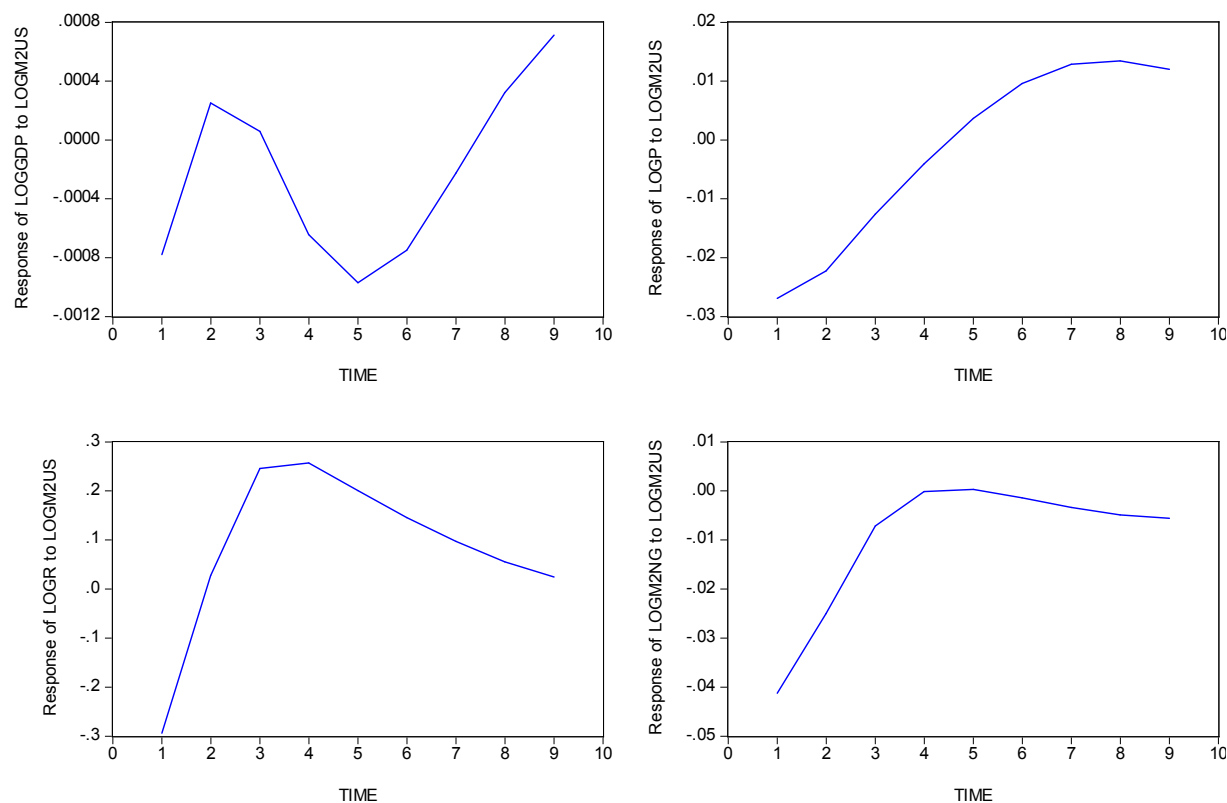 Response of LOGGDP to LOGM2US
.0008
.0004
.0000
-.0004
-.0008
-.0012
0 1 2 3 4 5 6 7 8 9 10
TIME
Response of LOGP to LOGM2US
.02
.01
.00
-.01
-.02
-.03
0 1 2 3 4 5 6 7 8 9 10
TIME
Response of LOGR to LOGM2US
.3
.2
.1
.0
-.1
-.2
-.3
0 1 2 3 4 5 6 7 8 9 10
TIME
Response of LOGM2NG to LOGM2US
.01
.00
-.01
-.02
-.03
-.04
-.05
0 1 2 3 4 5 6 7 8 9 10
TIME